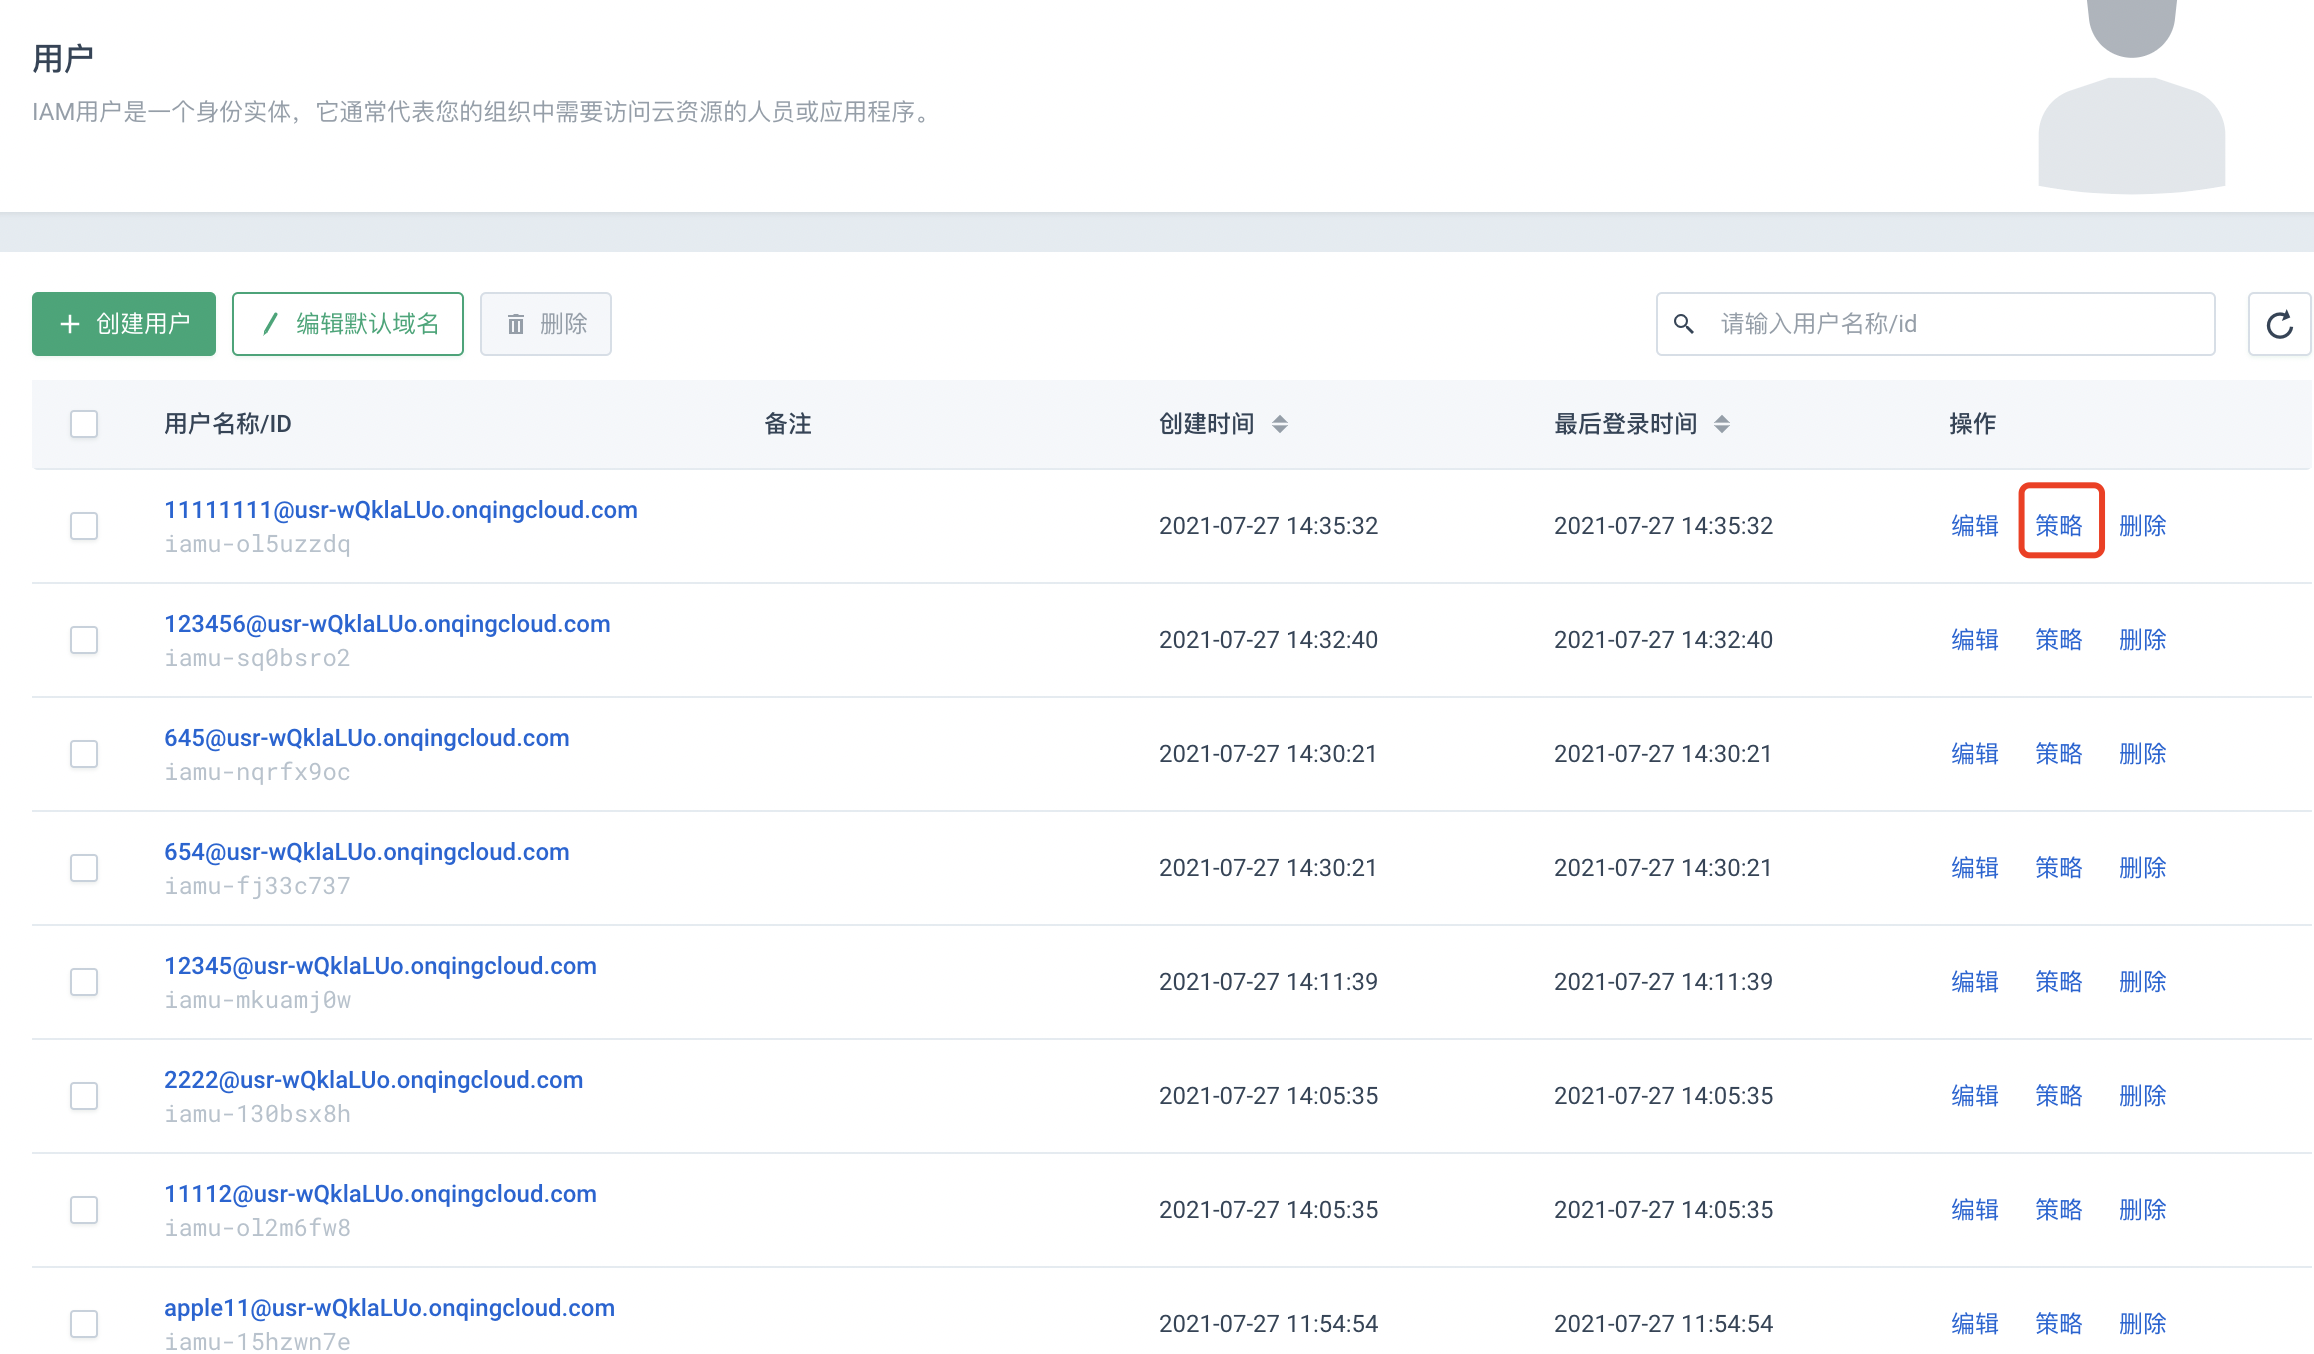 用户
IAM用户是一个身份实体，它通常代表您的组织中需要访问云资源的人员或应用程序。
创建用户 编辑默认域名 删除 请输入用户名称/id
用户名称/ID 备注 创建时间 最后登录时间 操作
11111111@usr-wQklaLUo.onqingcloud.com
iamu-ol5uzzdq
2021-07-27 14:35:32 2021-07-27 14:35:32 编辑 策略 删除
123456@usr-wQklaLUo.onqingcloud.com
iamu-sq0bsro2
2021-07-27 14:32:40 2021-07-27 14:32:40 编辑 策略 删除
645@usr-wQklaLUo.onqingcloud.com
iamu-nqrfx9oc
2021-07-27 14:30:21 2021-07-27 14:30:21 编辑 策略 删除
654@usr-wQklaLUo.onqingcloud.com
iamu-fj33c737
2021-07-27 14:30:21 2021-07-27 14:30:21 编辑 策略 删除
12345@usr-wQklaLUo.onqingcloud.com
iamu-mkuamj0w
2021-07-27 14:11:39 2021-07-27 14:11:39 编辑 策略 删除
2222@usr-wQklaLUo.onqingcloud.com
iamu-130bsx8h
2021-07-27 14:05:35 2021-07-27 14:05:35 编辑 策略 删除
11112@usr-wQklaLUo.onqingcloud.com
iamu-ol2m6fw8
2021-07-27 14:05:35 2021-07-27 14:05:35 编辑 策略 删除
apple11@usr-wQklaLUo.onqingcloud.com
iamu-15hzwn7e
2021-07-27 11:54:54 2021-07-27 11:54:54 编辑 策略 删除